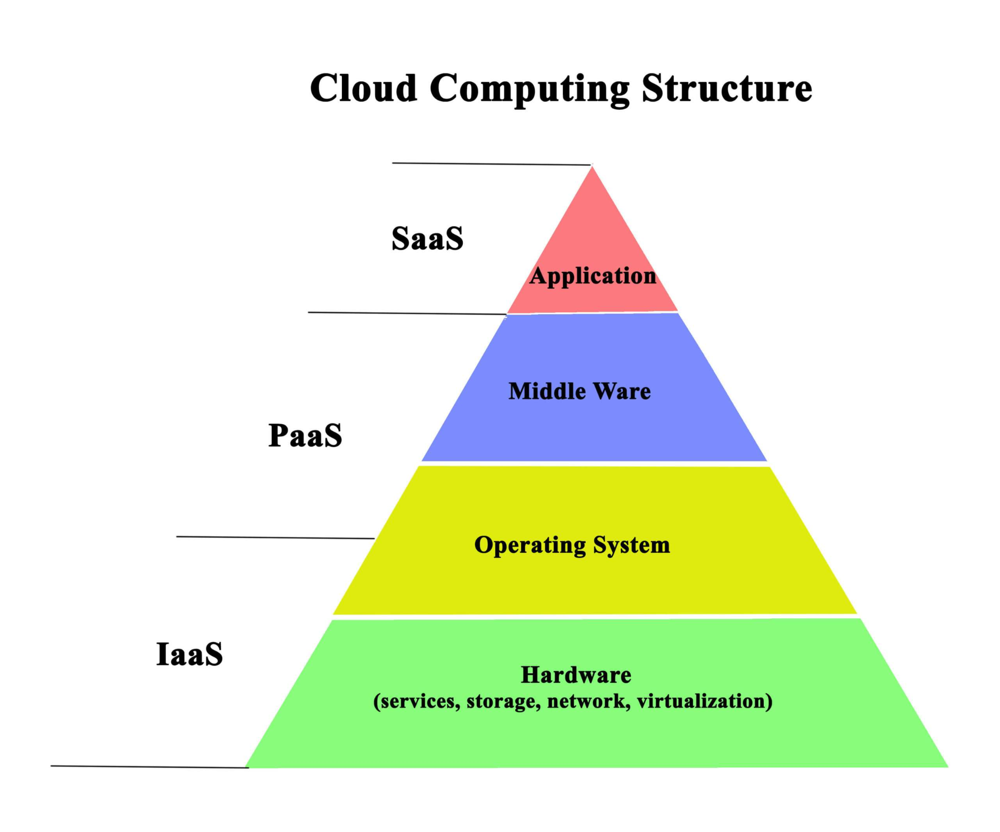 Cloud Computing Structure
SaaS
Application
Middle Ware
PaaS
Operating System
IaaS
Hardware
(services, storage, network, virtualization)